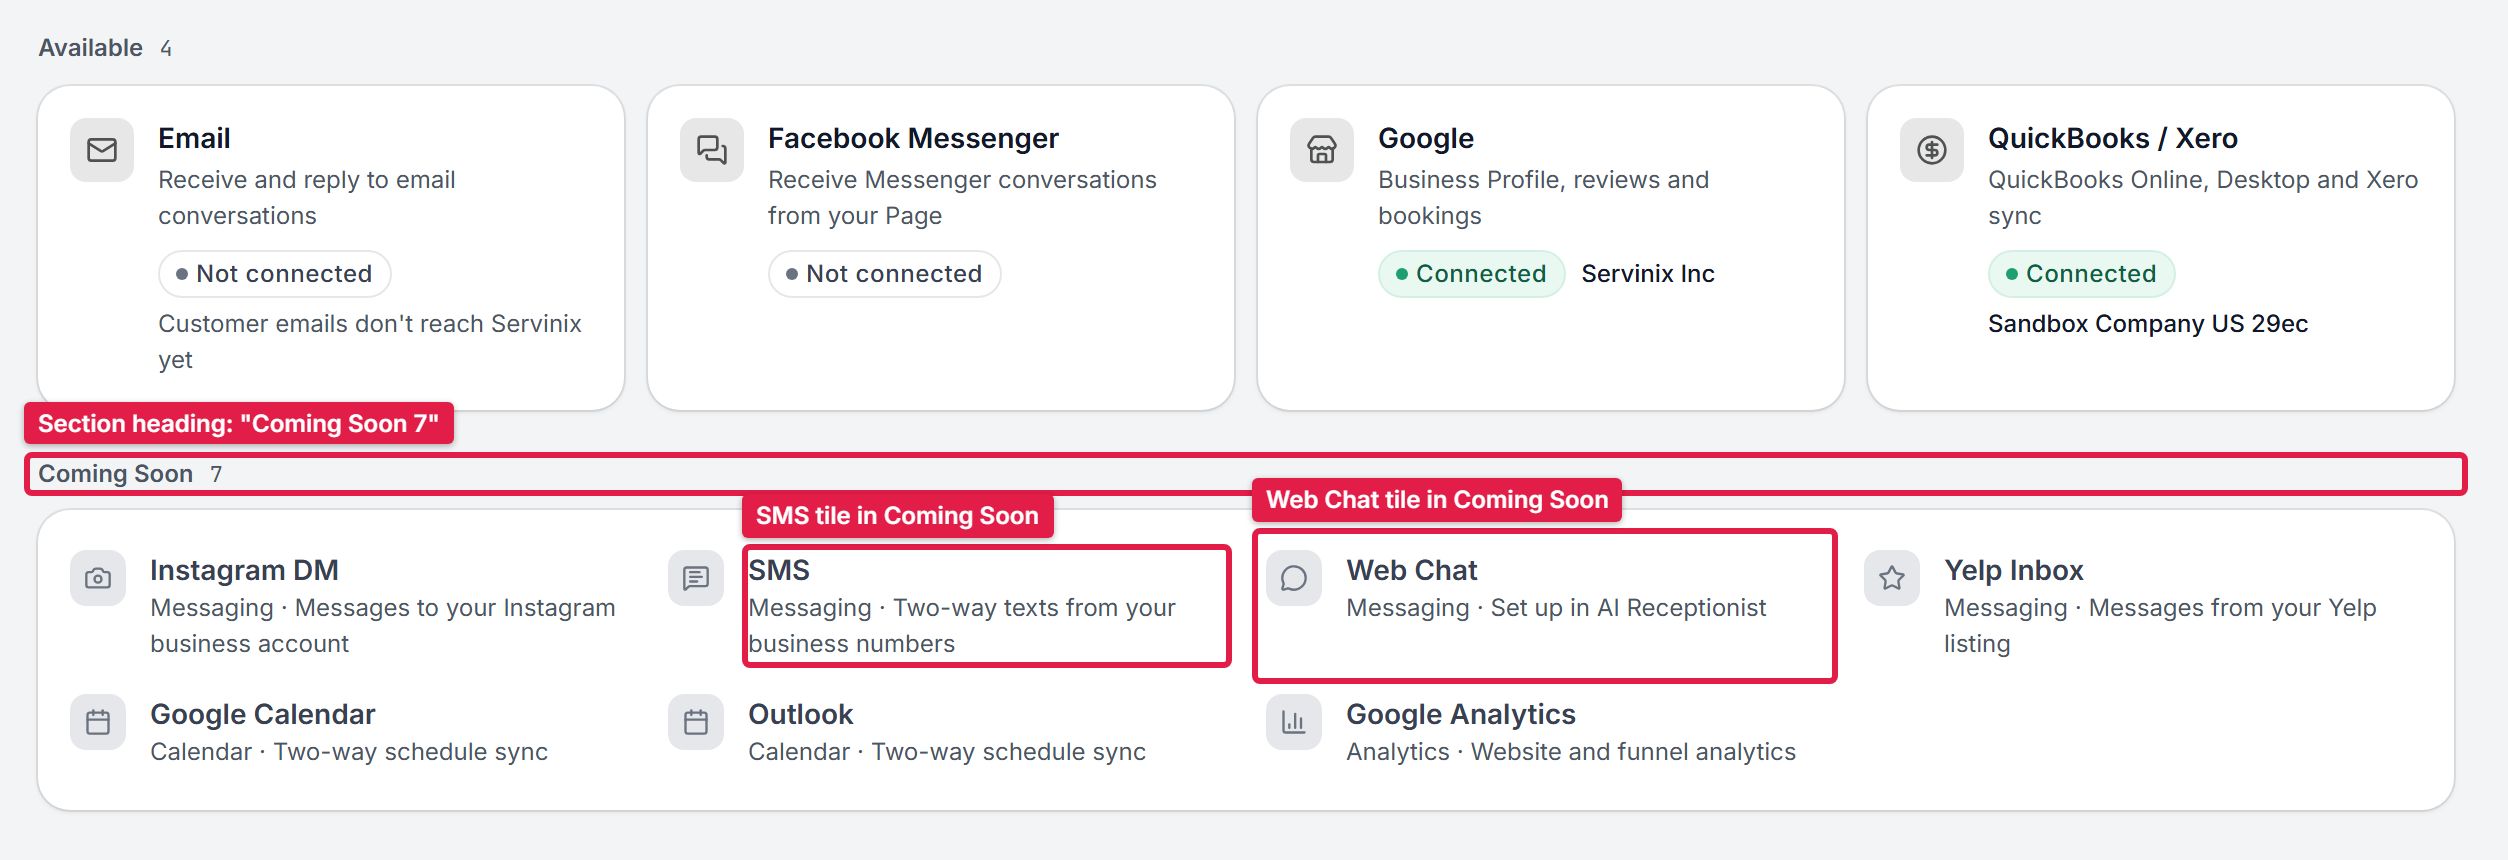 Available 4
Email
Receive and reply to email
conversations
Not connected
Customer emails don't reach Servinix
yet
Facebook Messenger
Receive Messenger conversations
from your Page
Not connected
Google
Business Profile, reviews and
bookings
Connected Servinix Inc
QuickBooks / Xero
QuickBooks Online, Desktop and Xero
sync
Connected
Sandbox Company US 29ec
Section heading: "Coming Soon 7"
Coming Soon 7
Instagram DM
Messaging · Messages to your Instagram
business account
SMS tile in Coming Soon
SMS
Messaging · Two-way texts from your
business numbers
Web Chat tile in Coming Soon
Web Chat
Messaging · Set up in AI Receptionist
Yelp Inbox
Messaging · Messages from your Yelp
listing
Google Calendar
Calendar · Two-way schedule sync
Outlook
Calendar · Two-way schedule sync
Google Analytics
Analytics · Website and funnel analytics